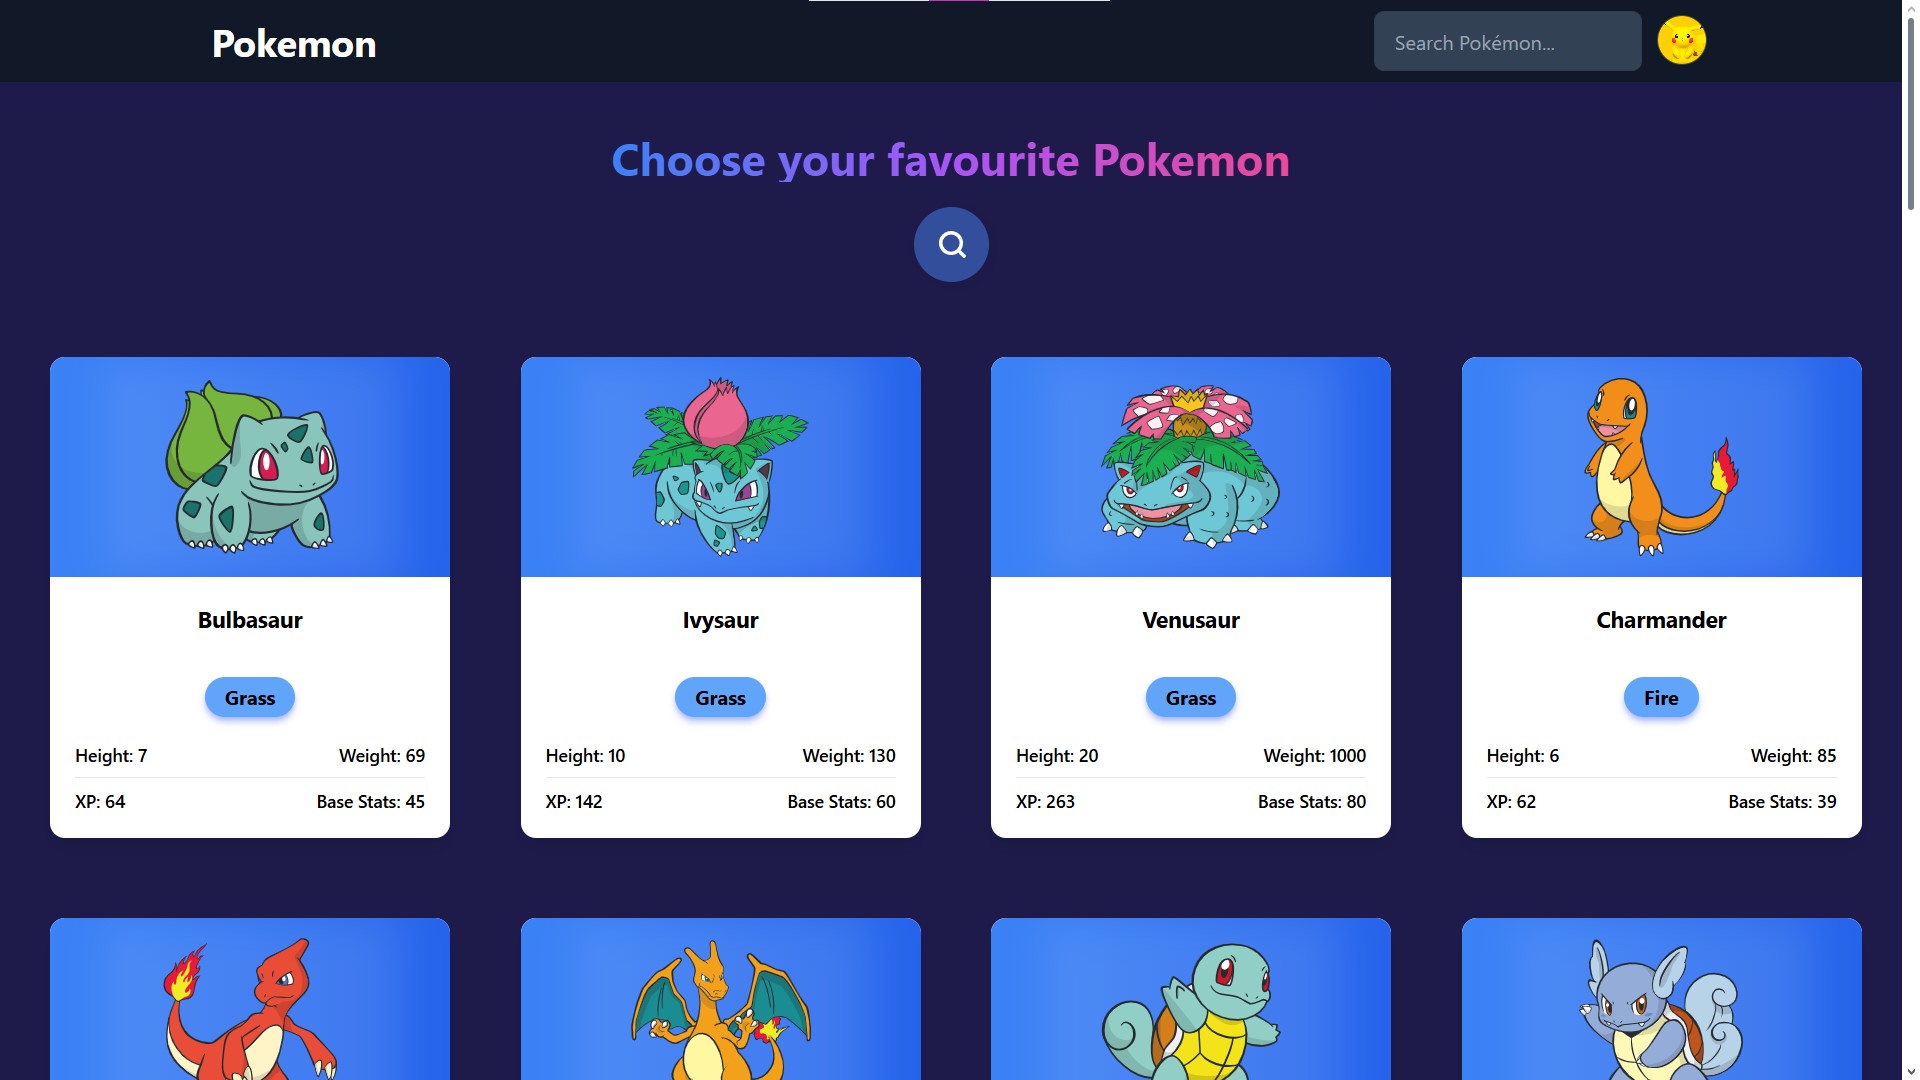 Pokemon
Search Pokémon...
Choose your favourite Pokemon
Bulbasaur
Grass
Height: 7 Weight: 69
XP: 64 Base Stats: 45
Ivysaur
Grass
Height: 10 Weight: 130
XP: 142 Base Stats: 60
Venusaur
Grass
Height: 20 Weight: 1000
XP: 263 Base Stats: 80
Charmander
Fire
Height: 6 Weight: 85
XP: 62 Base Stats: 39